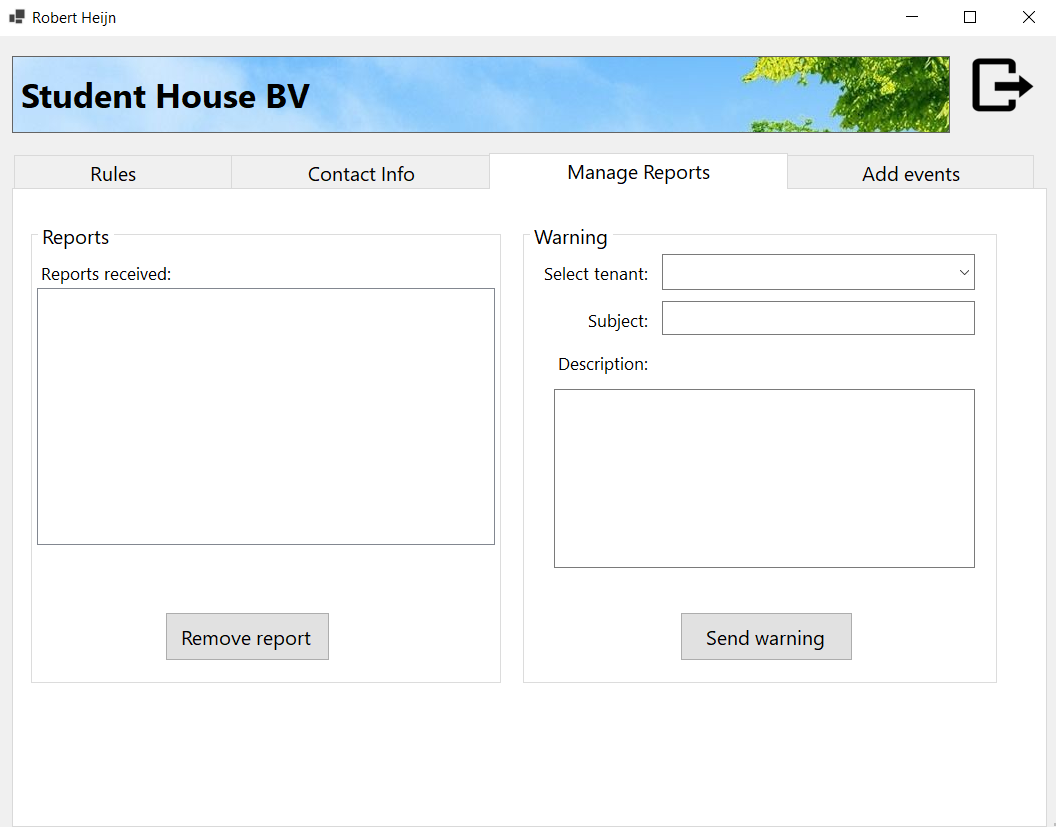 Robert Heijn
Student House BV
Rules
Contact Info
Manage Reports
Add events
Reports
Reports received:
Remove report
Warning
Select tenant:
Subject:
Description:
Send warning